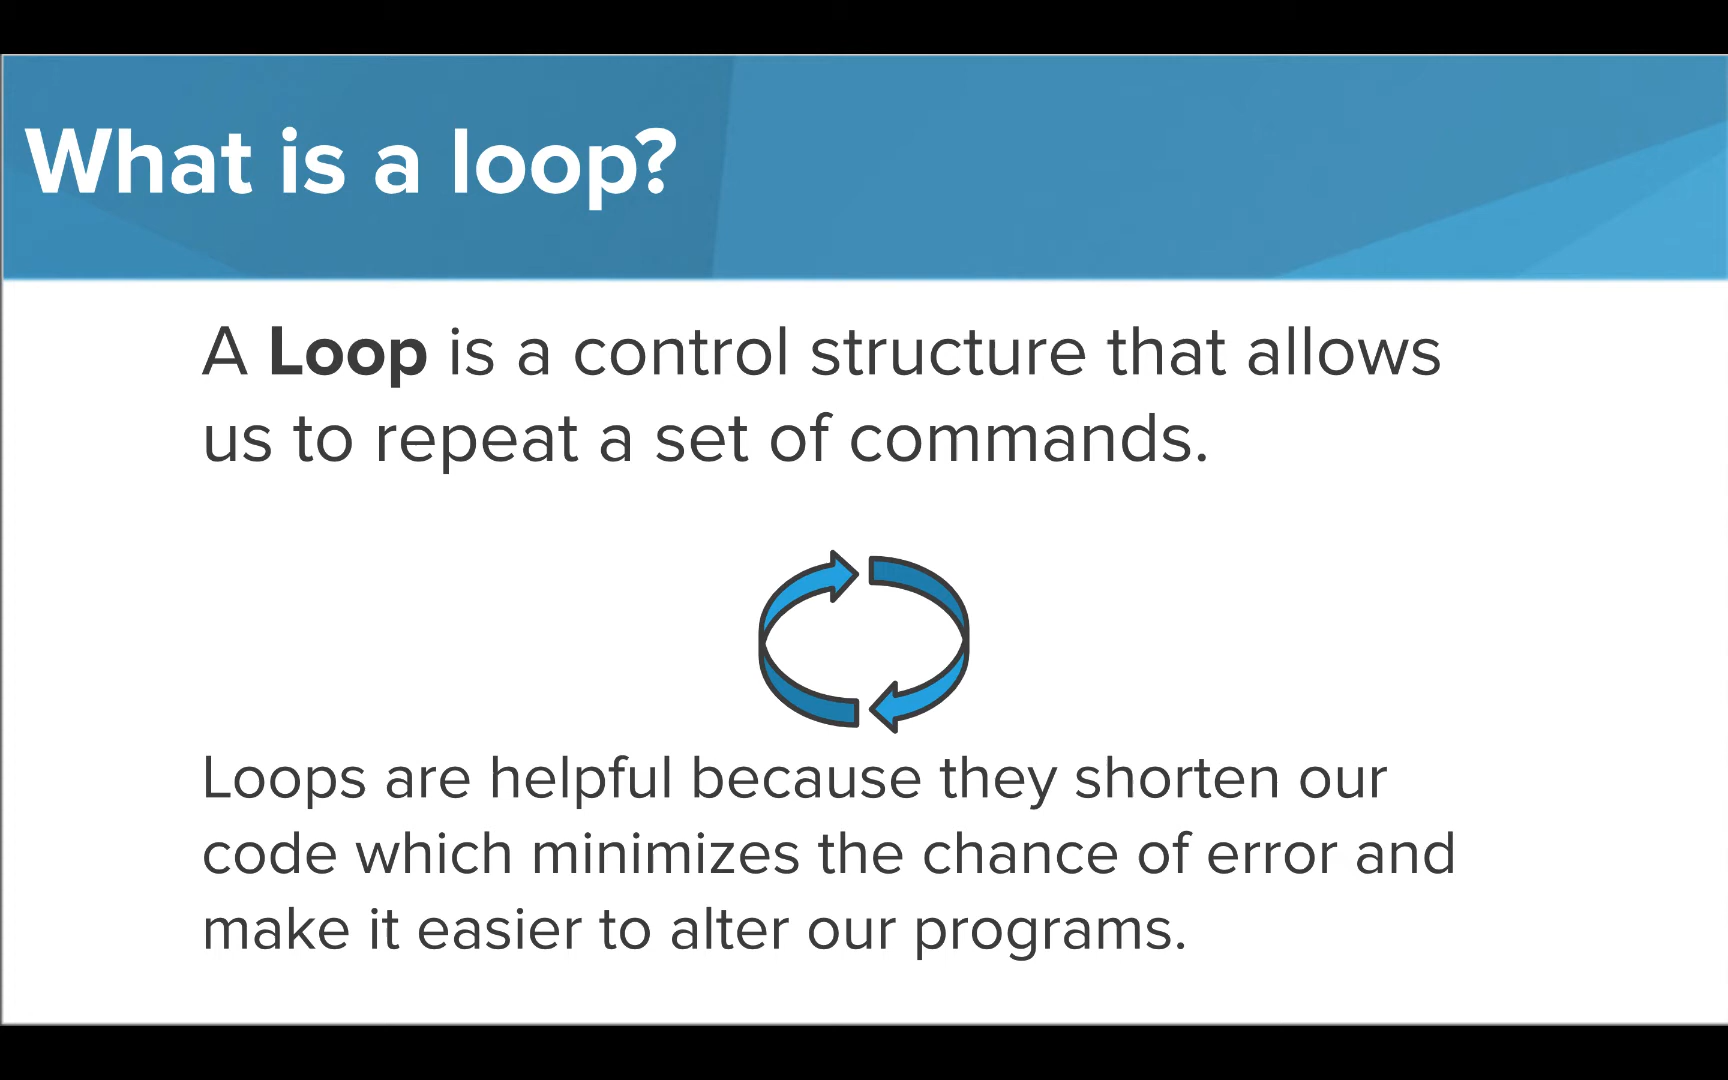 What is a loop?
A Loop is a control structure that allows
us to repeat a set of commands.
Loops are helpful because they shorten our
code which minimizes the chance of error and
make it easier to alter our programs.